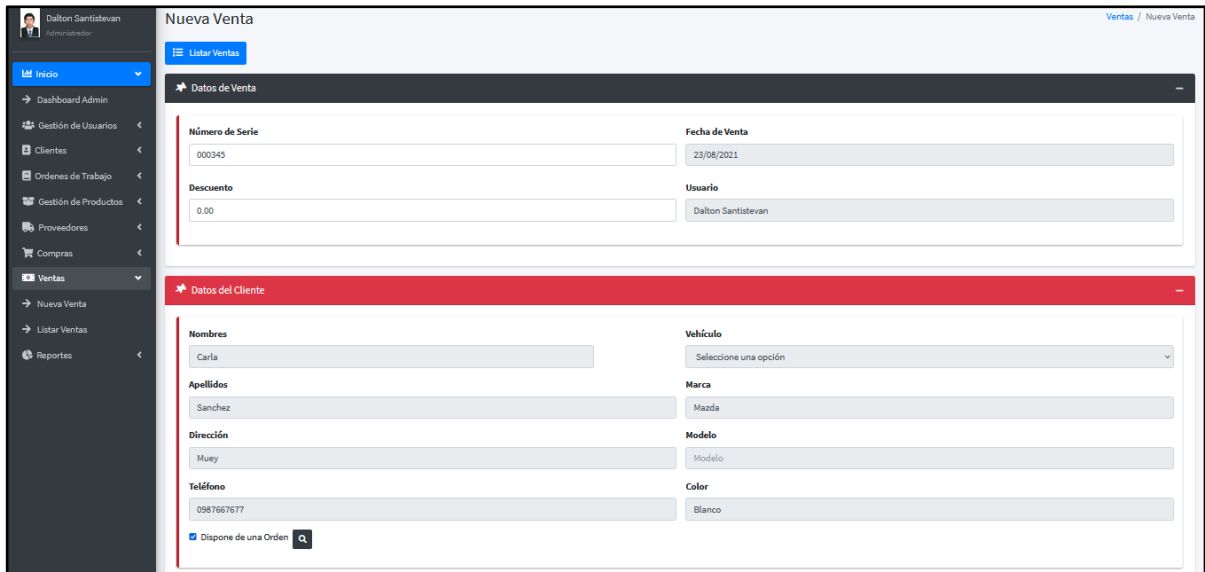 Dalton Santistevan
Administrador
Inicio
Dashboard Admin
Gestión de Usuarios
Clientes
Ordenes de Trabajo
Gestión de Productos
Proveedores
Compras
Ventas
Nueva Venta
Listar Ventas
Reportes
Nueva Venta
Ventas / Nueva Venta
Listar Ventas
Datos de Venta
Número de Serie
000345
Fecha de Venta
23/08/2021
Descuento
0.00
Usuario
Dalton Santistevan
Datos del Cliente
Nombres
Carla
Vehículo
Seleccione una opción
Apellidos
Sanchez
Marca
Mazda
Dirección
Muey
Modelo
Modelo
Teléfono
0987667677
Color
Blanco
Dispone de una Orden